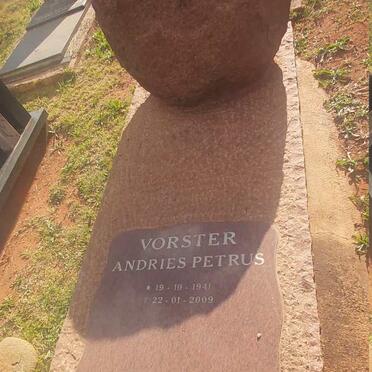 VORSTER
ANDRIES PETRUS
* 19-10-1941
† 22-01-2009